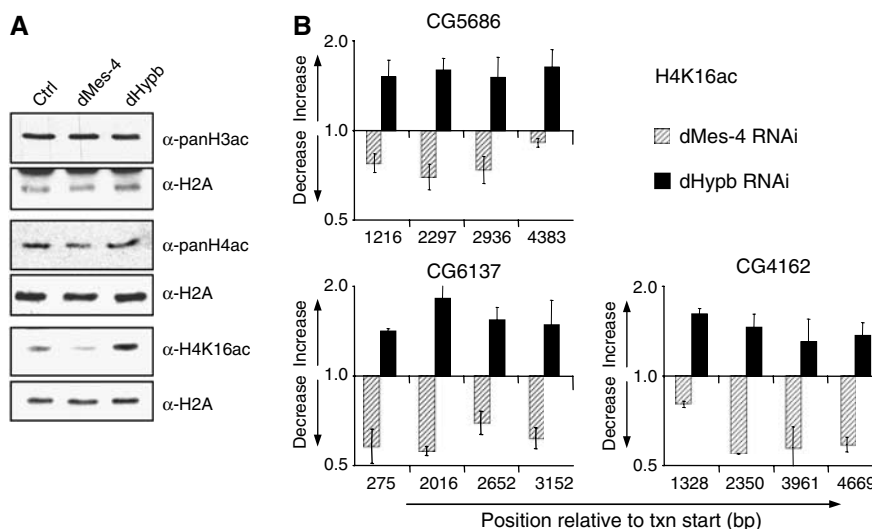 A
Ctrl
dMes-4
dHypb
α-panH3ac
α-H2A
α-panH4ac
α-H2A
α-H4K16ac
α-H2A
B
CG5686
2.0
1.0
0.5
Increase
Decrease
1216 2297 2936 4383
H4K16ac
dMes-4 RNAi
dHypb RNAi
CG6137
2.0
1.0
0.5
Increase
Decrease
275 2016 2652 3152
CG4162
2.0
1.0
0.5
Increase
Decrease
1328 2350 3961 4669
Position relative to txn start (bp)